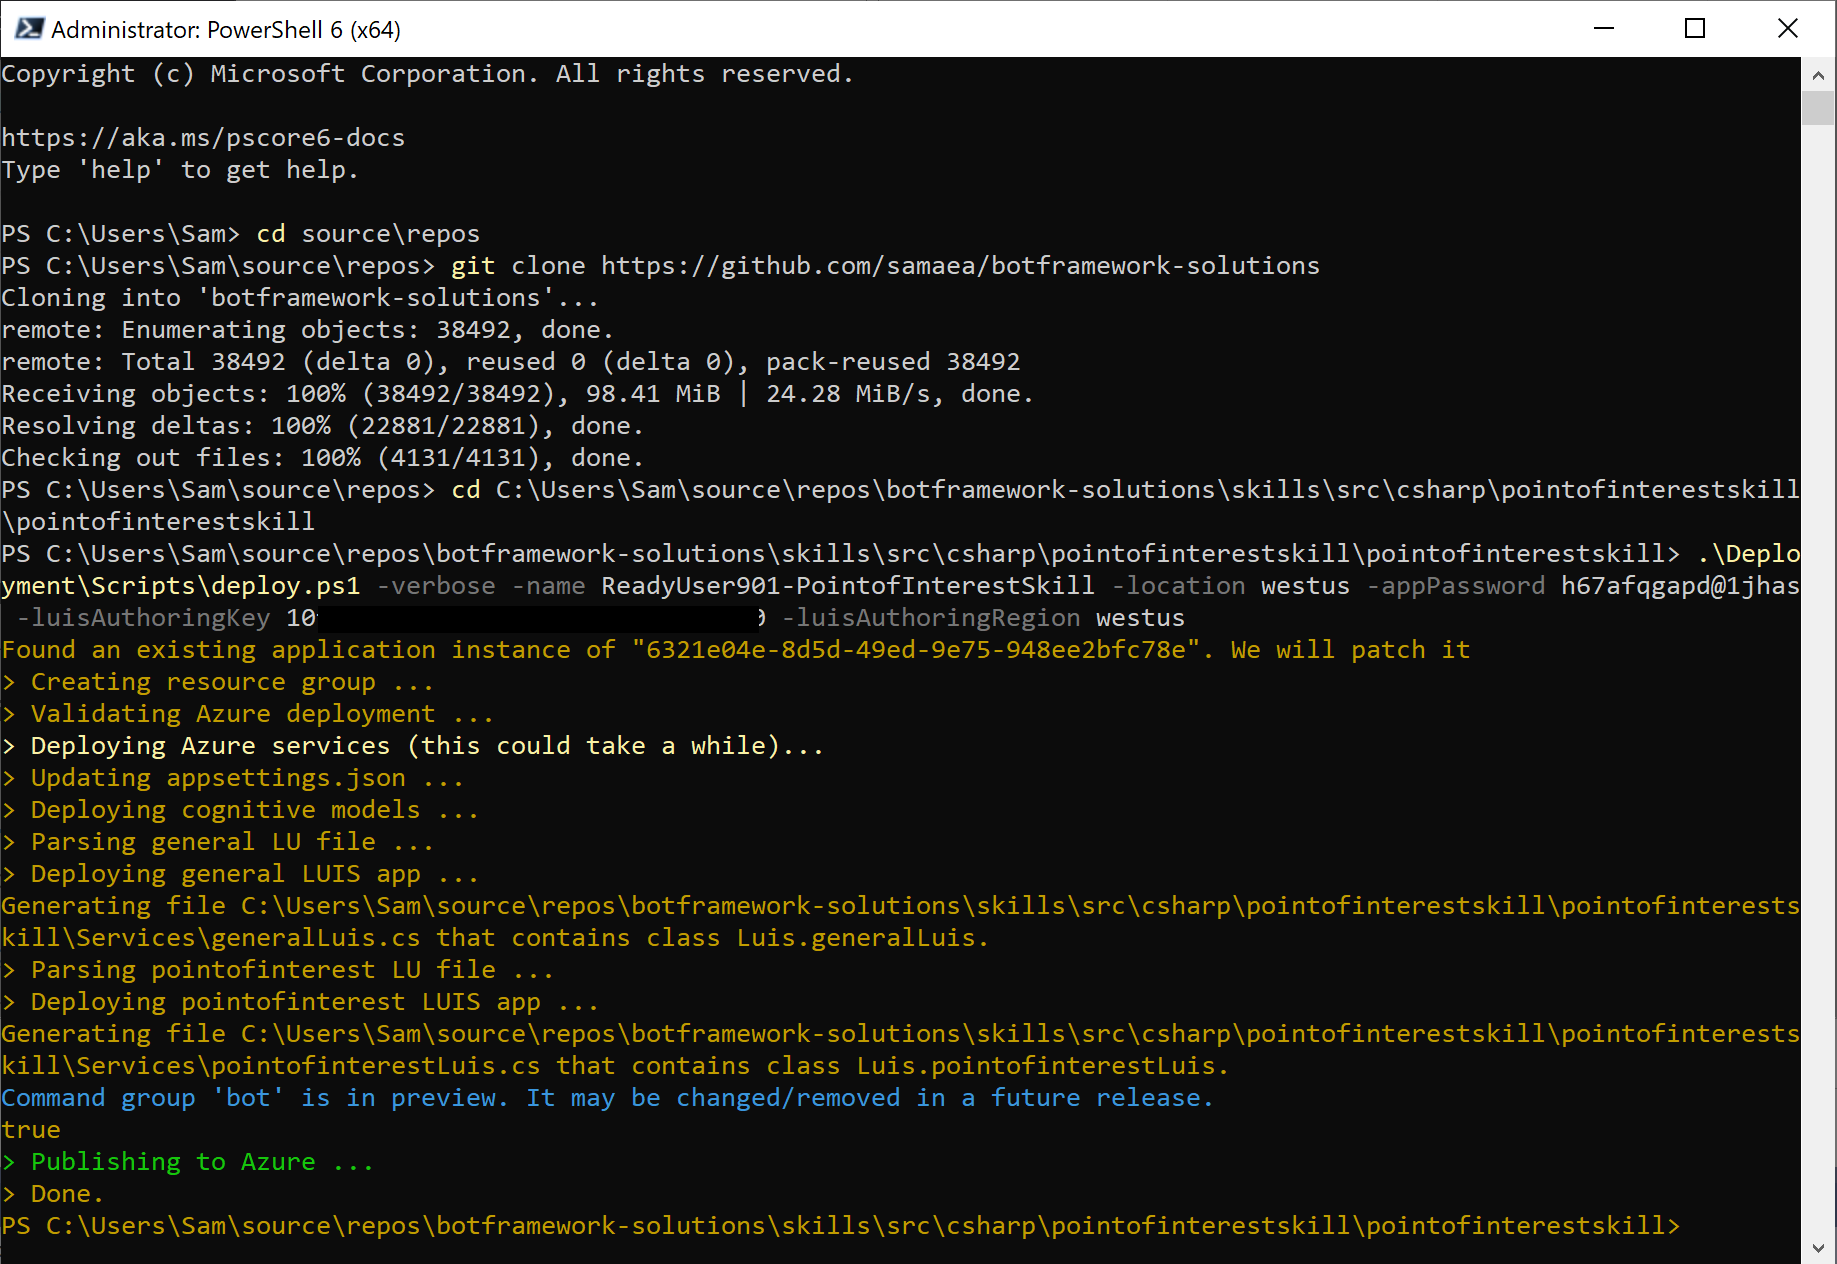 Administrator: PowerShell 6 (x64)
Copyright (c) Microsoft Corporation. All rights reserved.
https://aka.ms/pscore6-docs
Type 'help' to get help.
PS C:\Users\Sam> cd source\repos
PS C:\Users\Sam\source\repos> git clone https://github.com/samaea/botframework-solutions
Cloning into 'botframework-solutions'...
remote: Enumerating objects: 38492, done.
remote: Total 38492 (delta 0), reused 0 (delta 0), pack-reused 38492
Receiving objects: 100% (38492/38492), 98.41 MiB | 24.28 MiB/s, done.
Resolving deltas: 100% (22881/22881), done.
Checking out files: 100% (4131/4131), done.
PS C:\Users\Sam\source\repos> cd C:\Users\Sam\source\repos\botframework-solutions\skills\src\csharp\pointofinterestskill
\pointofinterestskill
PS C:\Users\Sam\source\repos\botframework-solutions\skills\src\csharp\pointofinterestskill\pointofinterestskill> .\Deplo
yment\Scripts\deploy.ps1 -verbose -name ReadyUser901-PointofInterestSkill -location westus -appPassword h67afqgapd@1jhas
-luisAuthoringKey 10 -luisAuthoringRegion westus
Found an existing application instance of "6321e04e-8d5d-49ed-9e75-948ee2bfc78e". We will patch it
> Creating resource group ...
> Validating Azure deployment ...
> Deploying Azure services (this could take a while)...
> Updating appsettings.json ...
> Deploying cognitive models ...
> Parsing general LU file ...
> Deploying general LUIS app ...
Generating file C:\Users\Sam\source\repos\botframework-solutions\skills\src\csharp\pointofinterestskill\pointofinterests
kill\Services\generalLuis.cs that contains class Luis.generalLuis.
> Parsing pointofinterest LU file ...
> Deploying pointofinterest LUIS app ...
Generating file C:\Users\Sam\source\repos\botframework-solutions\skills\src\csharp\pointofinterestskill\pointofinterests
kill\Services\pointofinterestLuis.cs that contains class Luis.pointofinterestLuis.
Command group 'bot' is in preview. It may be changed/removed in a future release.
true
> Publishing to Azure ...
> Done.
PS C:\Users\Sam\source\repos\botframework-solutions\skills\src\csharp\pointofinterestskill\pointofinterestskill>